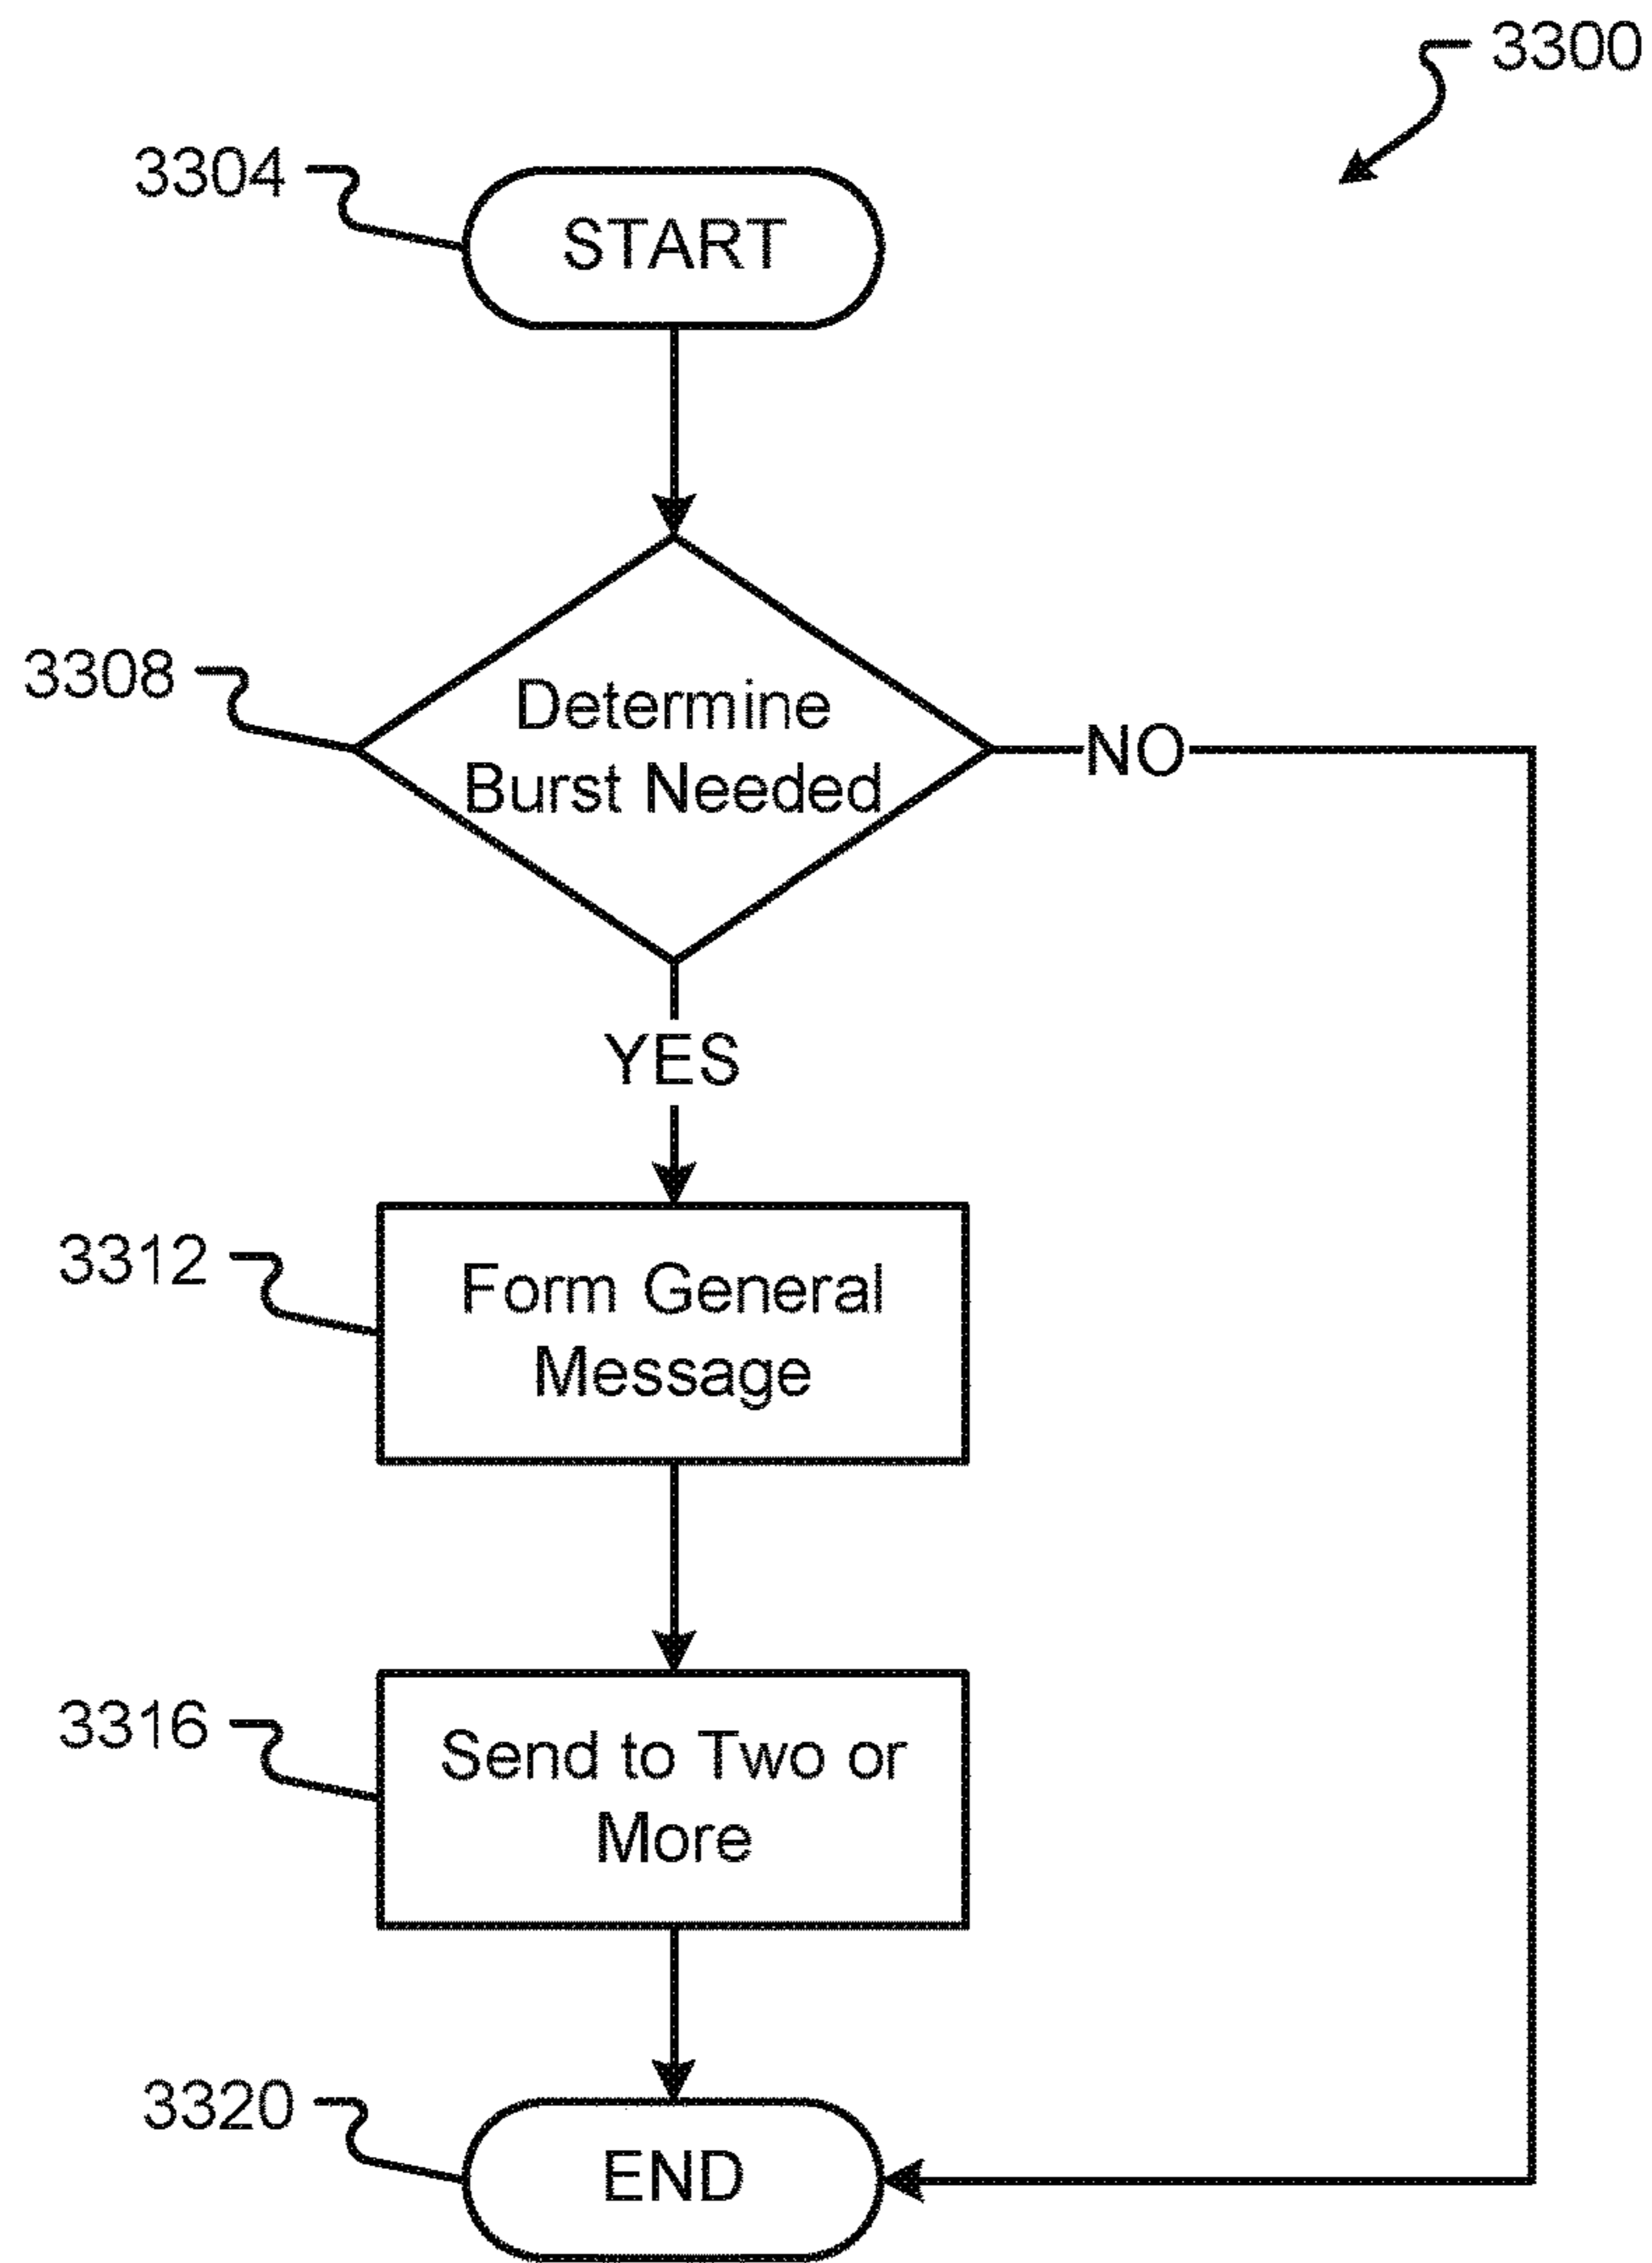 3300
3304
START
3308
Determine
Burst Needed
NO
YES
3312
Form General
Message
3316
Send to Two or
More
3320
END